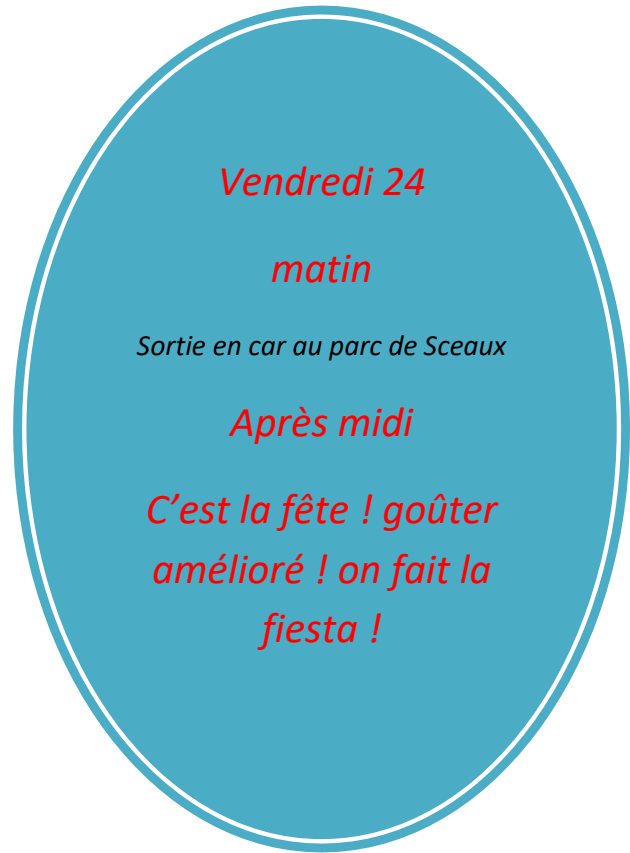 Vendredi 24
matin
Sortie en car au parc de Sceaux
Après midi
C’est la fête ! goûter
amélioré ! on fait la
fiesta !